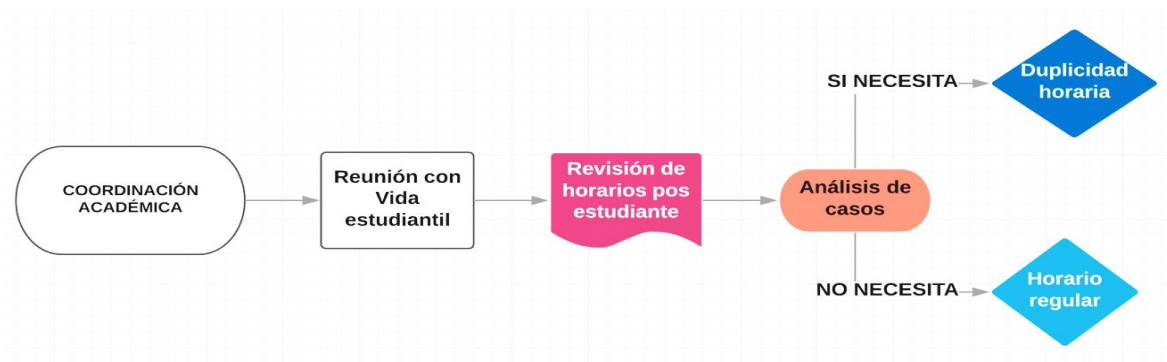 COORDINACIÓN
ACADÉMICA
Reunión con
Vida
estudiantil
Revisión de
horarios pos
estudiante
Análisis de
casos
SI NECESITA
Duplicidad
horaria
NO NECESITA
Horario
regular